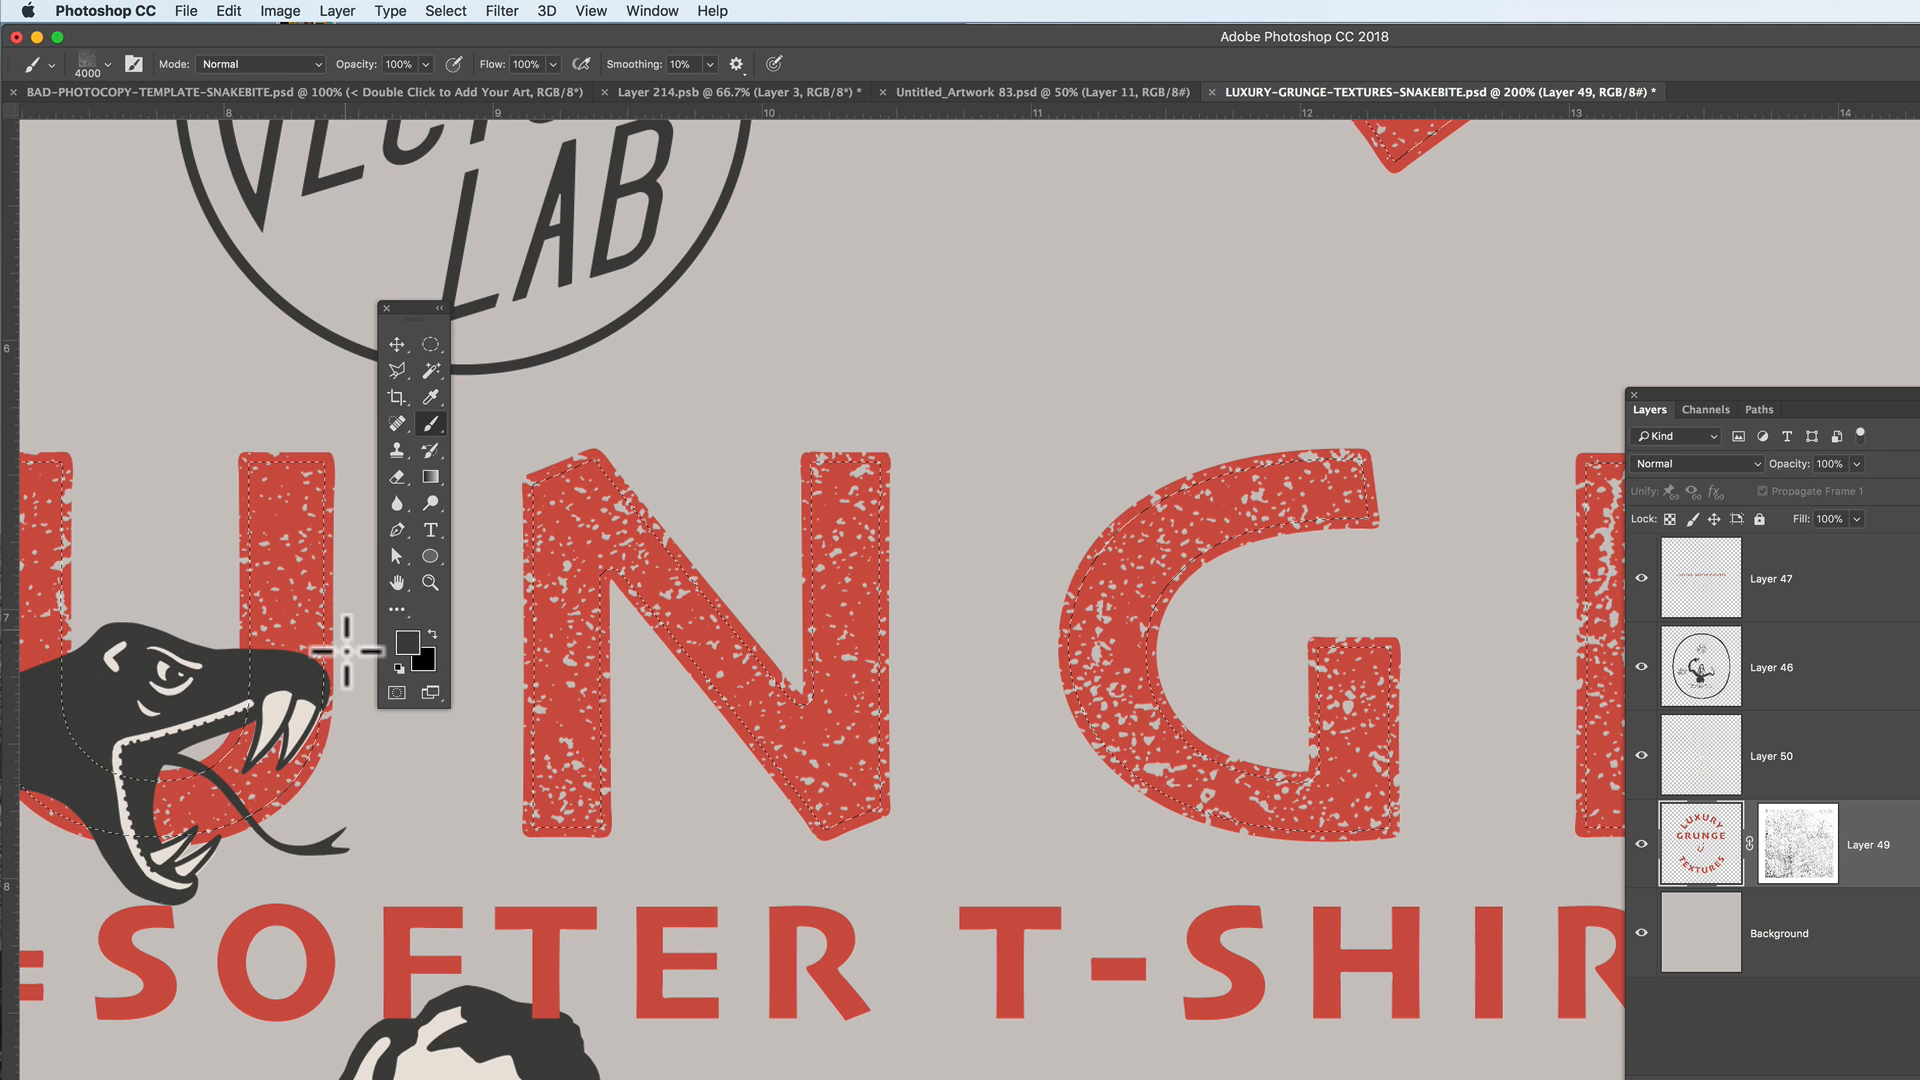 Photoshop CC File Edit Image Layer Type Select Filter 3D View Window Help
Adobe Photoshop CC 2018
4000 Mode: Normal Opacity: 100% Flow: 100% Smoothing: 10%
BAD-PHOTOCOPY-TEMPLATE-SNAKEBITE.psd @ 100% (< Double Click to Add Your Art, RGB/8*)
Layer 214.psb @ 66.7% (Layer 3, RGB/8*) *
Untitled_Artwork 83.psd @ 50% (Layer 11, RGB/8#)
LUXURY-GRUNGE-TEXTURES-SNAKEBITE.psd @ 200% (Layer 49, RGB/8#) *
8 9 10 11 12 13 14
6
7
8
LAB
UNG
SOFTER T-SHIR
Layers Channels Paths
Kind
Normal Opacity: 100%
Unify: Propagate Frame 1
Lock: Fill: 100%
Layer 47
Layer 46
Layer 50
LUXURY
GRUNGE
TEXTURES
Layer 49
Background